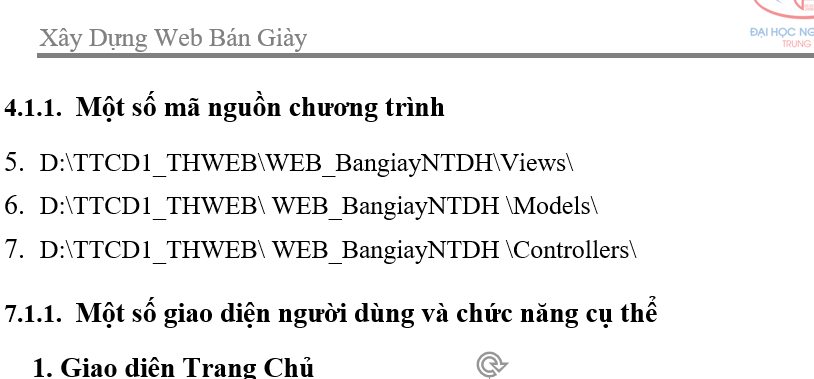 Xây Dựng Web Bán Giày
ĐẠI HỌC NG
TRUNG
4.1.1. Một số mã nguồn chương trình
5. D:\TTCD1_THWEB\WEB_BangiayNTDH\Views\
6. D:\TTCD1_THWEB\ WEB_BangiayNTDH \Models\
7. D:\TTCD1_THWEB\ WEB_BangiayNTDH \Controllers\
7.1.1. Một số giao diện người dùng và chức năng cụ thể
1. Giao diện Trang Chủ